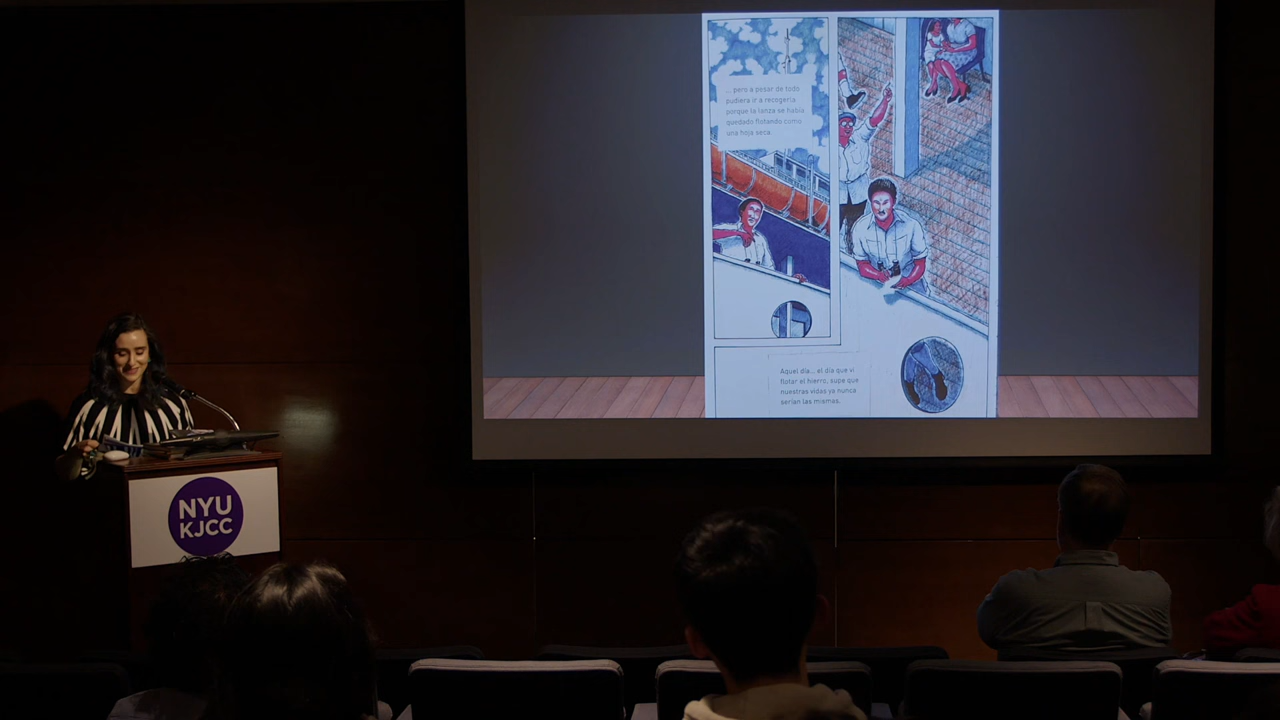 ... pero a pesar de todo
pudiera ir a recogerla
porque la lanza se había
quedado flotando como
una hoja seca.
Aquel día... el día que vi
flotar el hierro, supe que
nuestras vidas ya nunca
serían las mismas.
NYU
KJCC